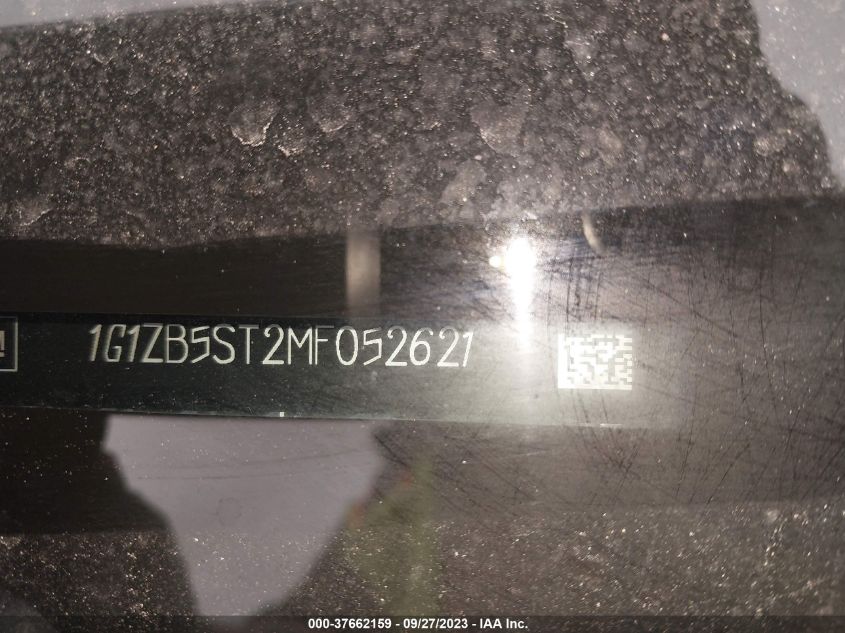 1G1ZB5ST2MF052621
000-37662159 - 09/27/2023 - IAA Inc.